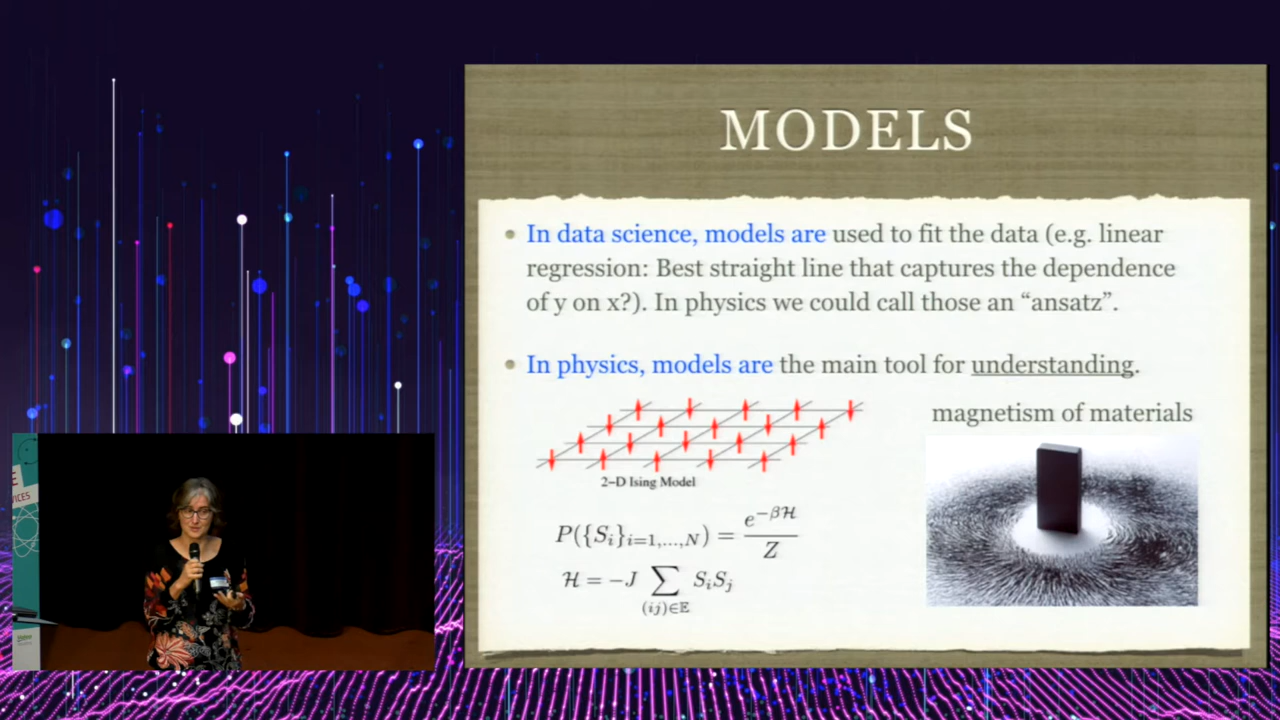 MODELS
In data science, models are used to fit the data (e.g. linear
regression: Best straight line that captures the dependence
of y on x?). In physics we could call those an “ansatz”.
In physics, models are the main tool for understanding.
magnetism of materials
2–D Ising Model
P({S_i}_{i=1,...,N}) = e^{−βℋ} / Z
ℋ = −J ∑_{(ij)∈𝔼} S_i S_j
E
VICES